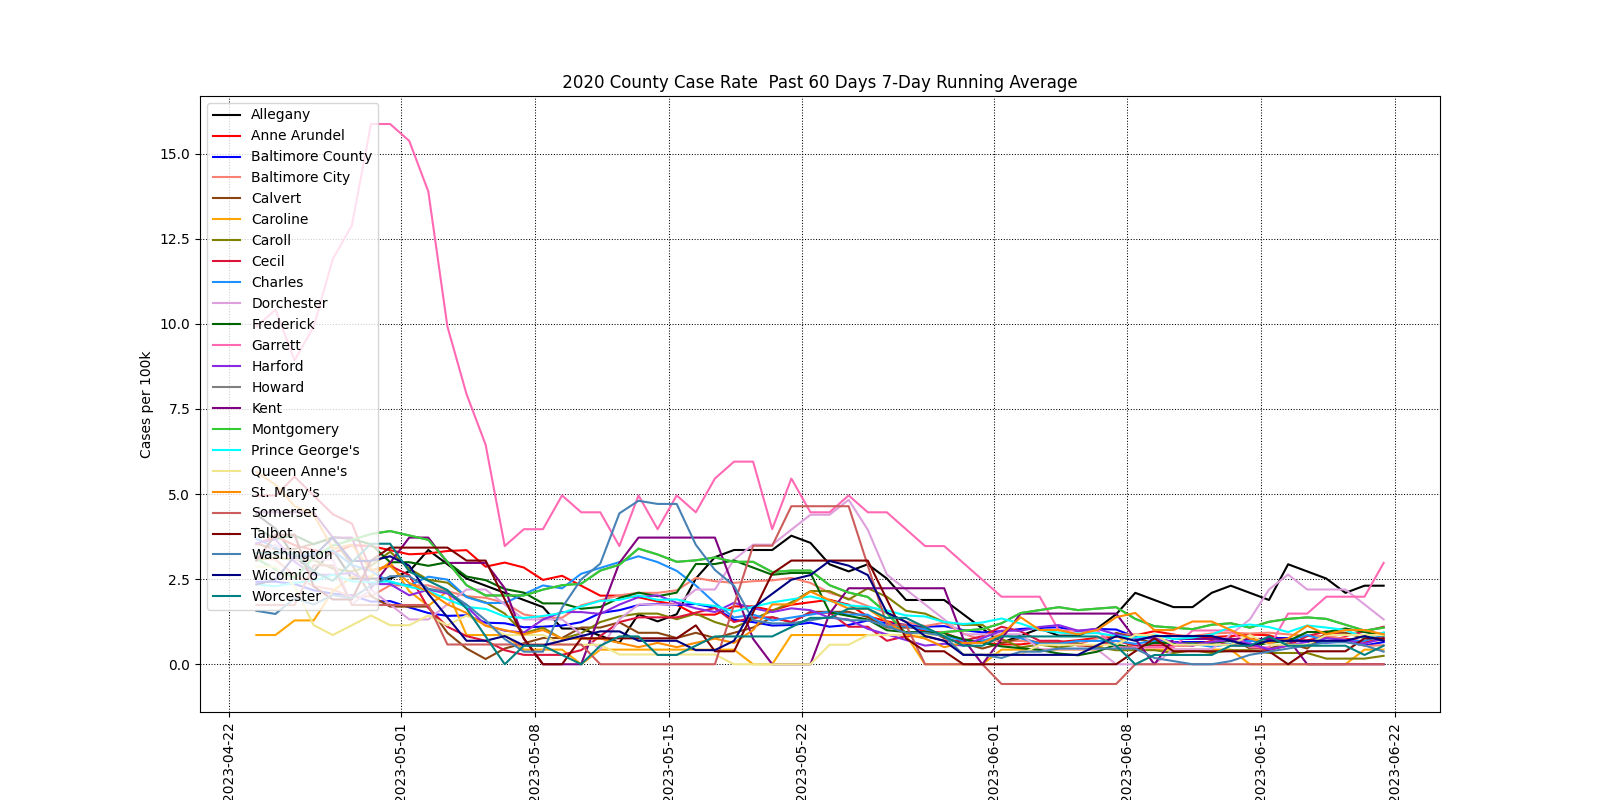 2020 County Case Rate  Past 60 Days 7-Day Running Average
Cases per 100k
15.0
12.5
10.0
7.5
5.0
2.5
0.0
Allegany
Anne Arundel
Baltimore County
Baltimore City
Calvert
Caroline
Caroll
Cecil
Charles
Dorchester
Frederick
Garrett
Harford
Howard
Kent
Montgomery
Prince George's
Queen Anne's
St. Mary's
Somerset
Talbot
Washington
Wicomico
Worcester
2023-04-22
2023-05-01
2023-05-08
2023-05-15
2023-05-22
2023-06-01
2023-06-08
2023-06-15
2023-06-22